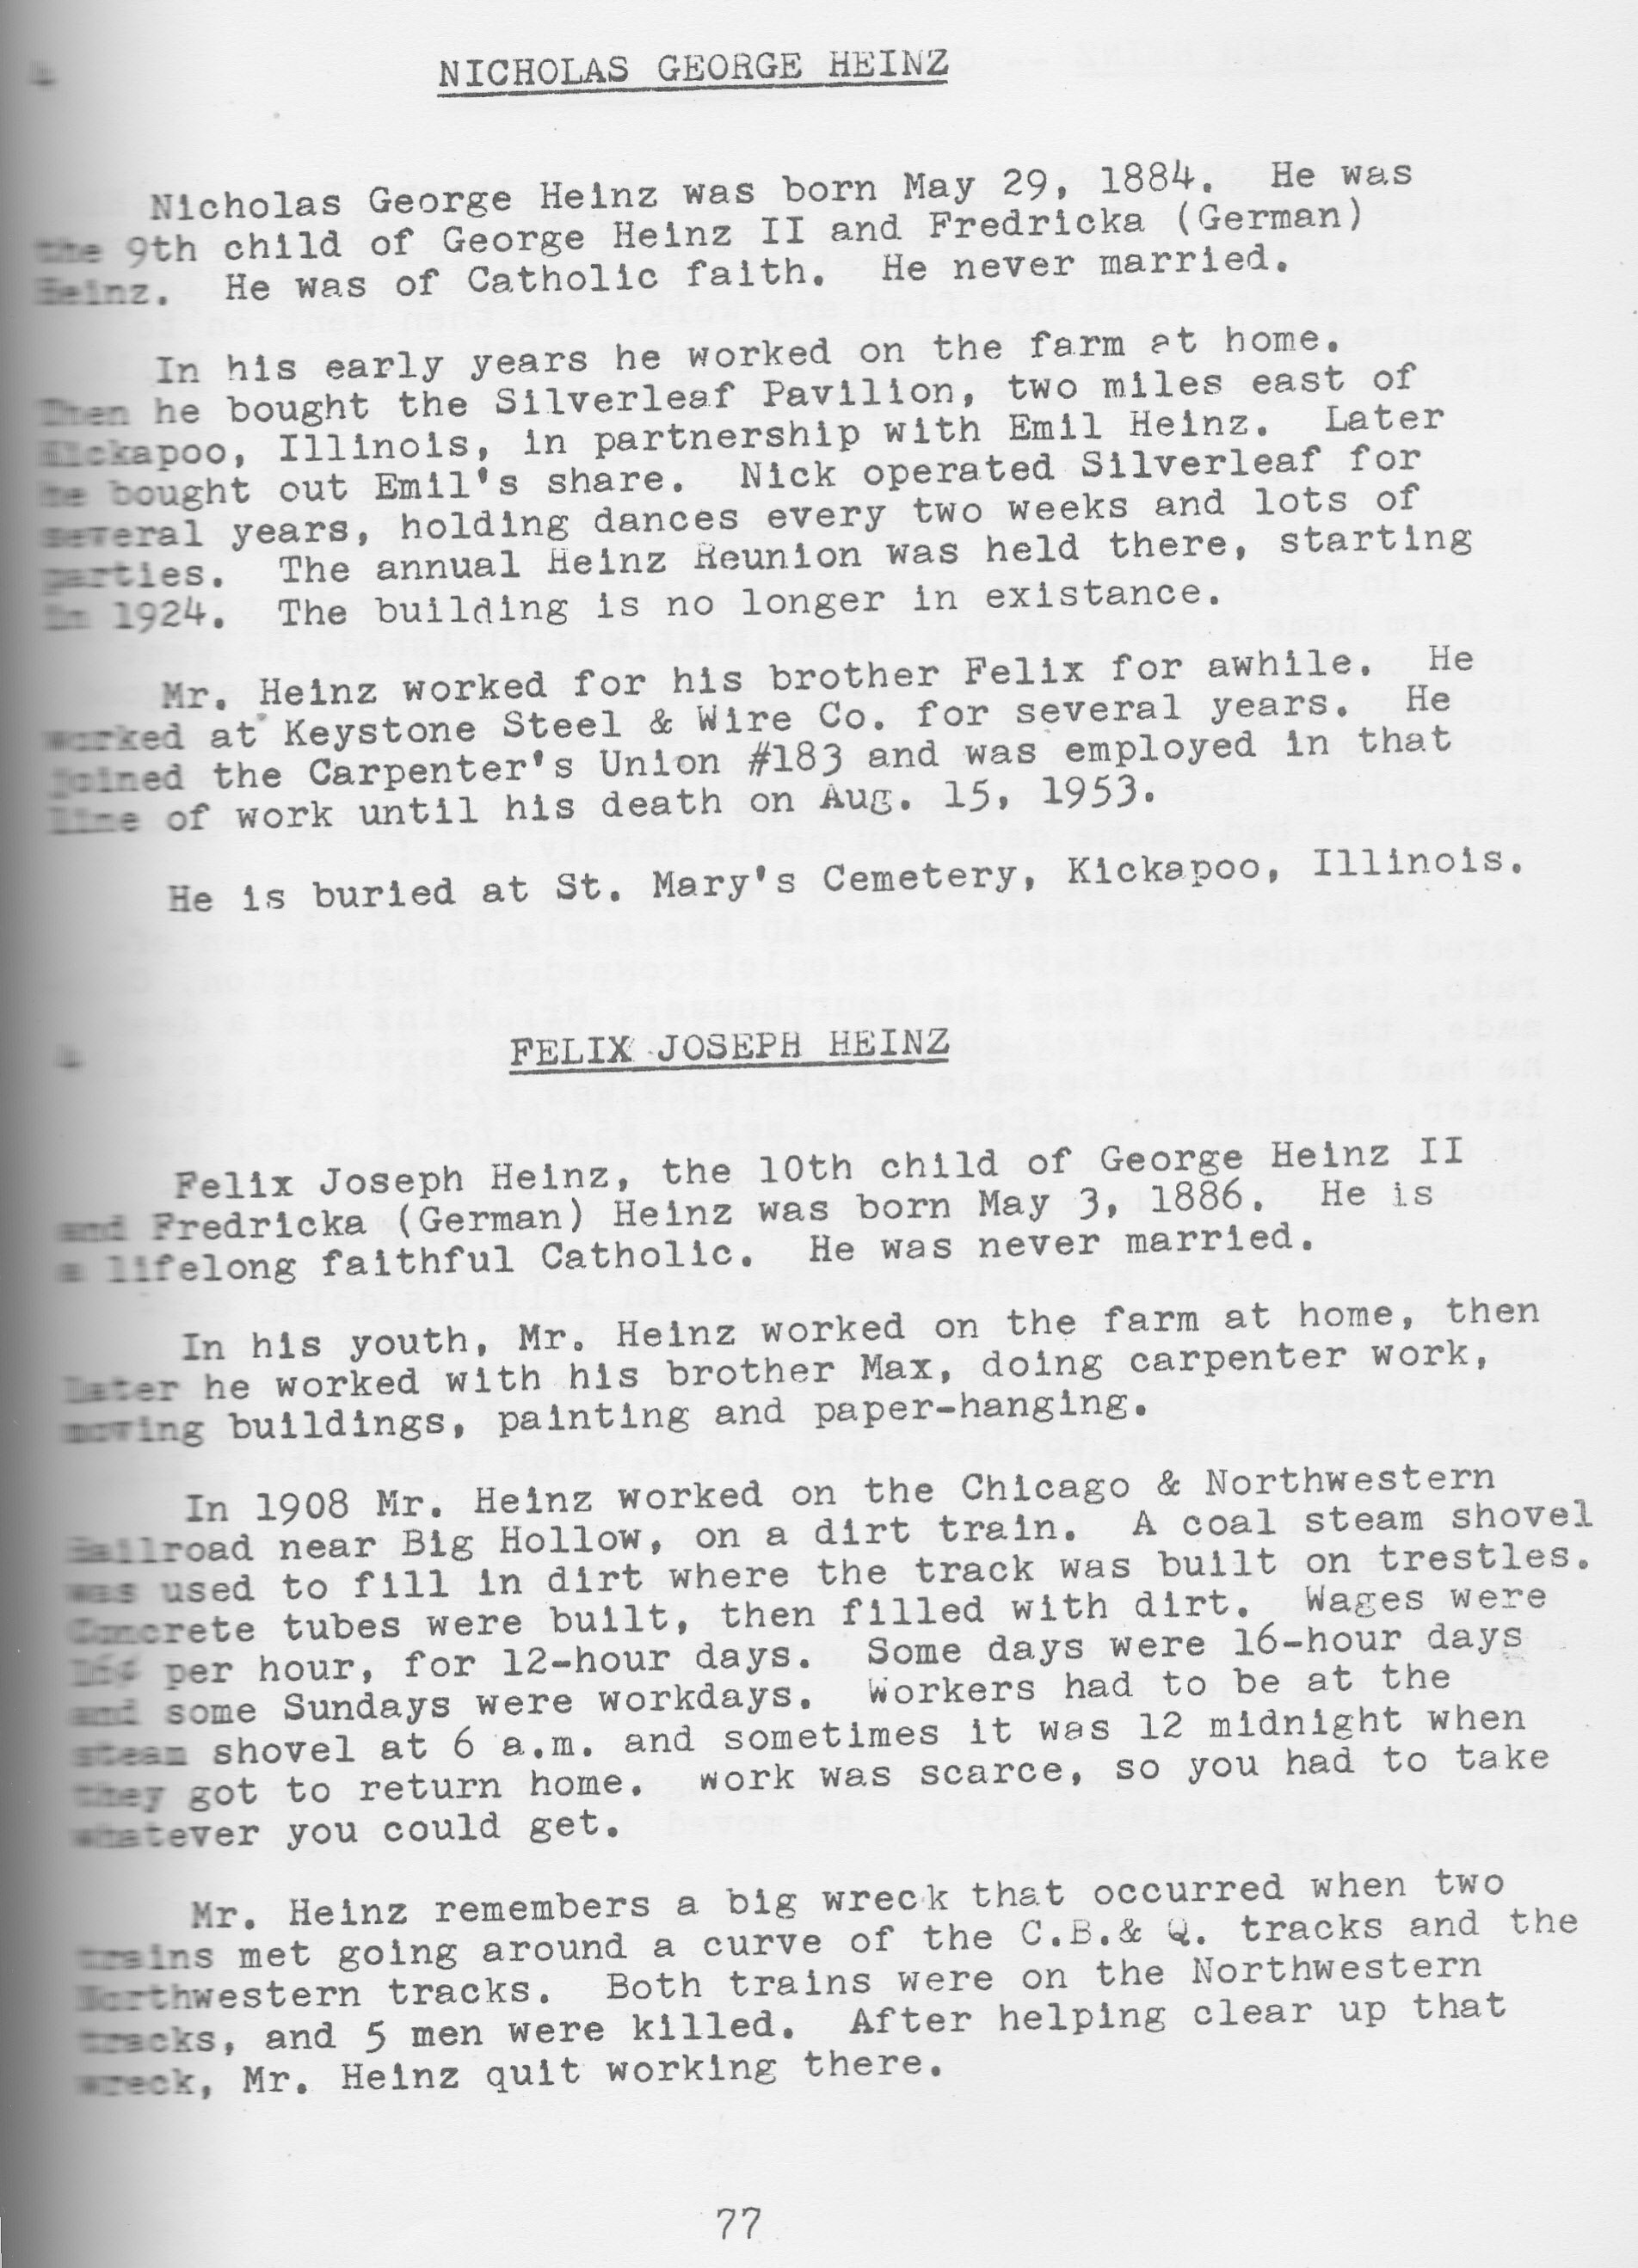 4
NICHOLAS GEORGE HEINZ
Nicholas George Heinz was born May 29, 1884. He was
the 9th child of George Heinz II and Fredricka (German)
Heinz. He was of Catholic faith. He never married.
In his early years he worked on the farm at home.
Then he bought the Silverleaf Pavilion, two miles east of
Kickapoo, Illinois, in partnership with Emil Heinz. Later
he bought out Emil's share. Nick operated Silverleaf for
several years, holding dances every two weeks and lots of
parties. The annual Heinz Reunion was held there, starting
in 1924. The building is no longer in existance.
Mr. Heinz worked for his brother Felix for awhile. He
worked at Keystone Steel & Wire Co. for several years. He
joined the Carpenter's Union #183 and was employed in that
line of work until his death on Aug. 15, 1953.
He is buried at St. Mary's Cemetery, Kickapoo, Illinois.
4
FELIX JOSEPH HEINZ
Felix Joseph Heinz, the 10th child of George Heinz II
and Fredricka (German) Heinz was born May 3, 1886. He is
a lifelong faithful Catholic. He was never married.
In his youth, Mr. Heinz worked on the farm at home, then
later he worked with his brother Max, doing carpenter work,
moving buildings, painting and paper-hanging.
In 1908 Mr. Heinz worked on the Chicago & Northwestern
Railroad near Big Hollow, on a dirt train. A coal steam shovel
was used to fill in dirt where the track was built on trestles.
Concrete tubes were built, then filled with dirt. Wages were
16¢ per hour, for 12-hour days. Some days were 16-hour days
and some Sundays were workdays. Workers had to be at the
steam shovel at 6 a.m. and sometimes it was 12 midnight when
they got to return home. Work was scarce, so you had to take
whatever you could get.
Mr. Heinz remembers a big wreck that occurred when two
trains met going around a curve of the C.B.& Q. tracks and the
Northwestern tracks. Both trains were on the Northwestern
tracks, and 5 men were killed. After helping clear up that
wreck, Mr. Heinz quit working there.
77